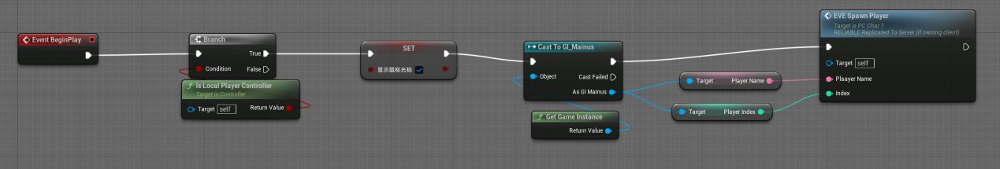 Event BeginPlay
Branch
True
Condition
False
Is Local Player Controller
Target is Controller
Target
self
Return Value
SET
显示鼠标光标
Cast To GI_Mainus
Object
Cast Failed
As GI Mainus
Get Game Instance
Return Value
Target
Player Name
Target
Player Index
EVE Spawn Player
Target is PC Char 1
RELIABLE Replicated To Server (if owning client)
Target
self
Plaayer Name
Index